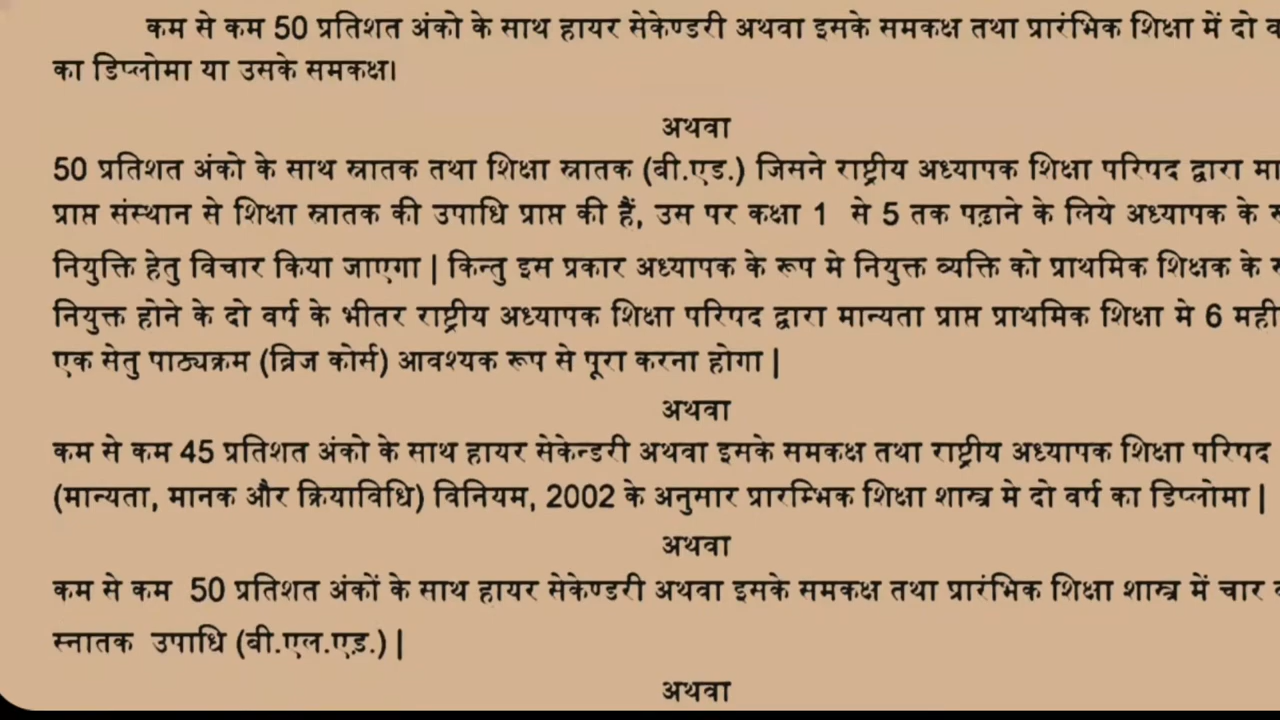 कम से कम 50 प्रतिशत अंको के साथ हायर सेकेण्डरी अथवा इसके समकक्ष तथा प्रारंभिक शिक्षा में दो
का डिप्लोमा या उसके समकक्ष।
अथवा
50 प्रतिशत अंको के साथ स्नातक तथा शिक्षा स्नातक (बी.एड.) जिसने राष्ट्रीय अध्यापक शिक्षा परिषद द्वारा
प्राप्त संस्थान से शिक्षा स्नातक की उपाधि प्राप्त की हैं, उस पर कक्षा 1 से 5 तक पढ़ाने के लिये अध्यापक के
नियुक्ति हेतु विचार किया जाएगा | किन्तु इस प्रकार अध्यापक के रूप मे नियुक्त व्यक्ति को प्राथमिक शिक्षक के
नियुक्त होने के दो वर्ष के भीतर राष्ट्रीय अध्यापक शिक्षा परिषद द्वारा मान्यता प्राप्त प्राथमिक शिक्षा मे 6
एक सेतु पाठ्यक्रम (ब्रिज कोर्स) आवश्यक रूप से पूरा करना होगा |
अथवा
कम से कम 45 प्रतिशत अंको के साथ हायर सेकेन्डरी अथवा इसके समकक्ष तथा राष्ट्रीय अध्यापक शिक्षा परिषद
(मान्यता, मानक और क्रियाविधि) विनियम, 2002 के अनुसार प्रारम्भिक शिक्षा शास्त्र मे दो वर्ष का डिप्लोमा |
अथवा
कम से कम 50 प्रतिशत अंकों के साथ हायर सेकेण्डरी अथवा इसके समकक्ष तथा प्रारंभिक शिक्षा शास्त्र में चार
स्नातक उपाधि (बी.एल.एड.) |
अथवा